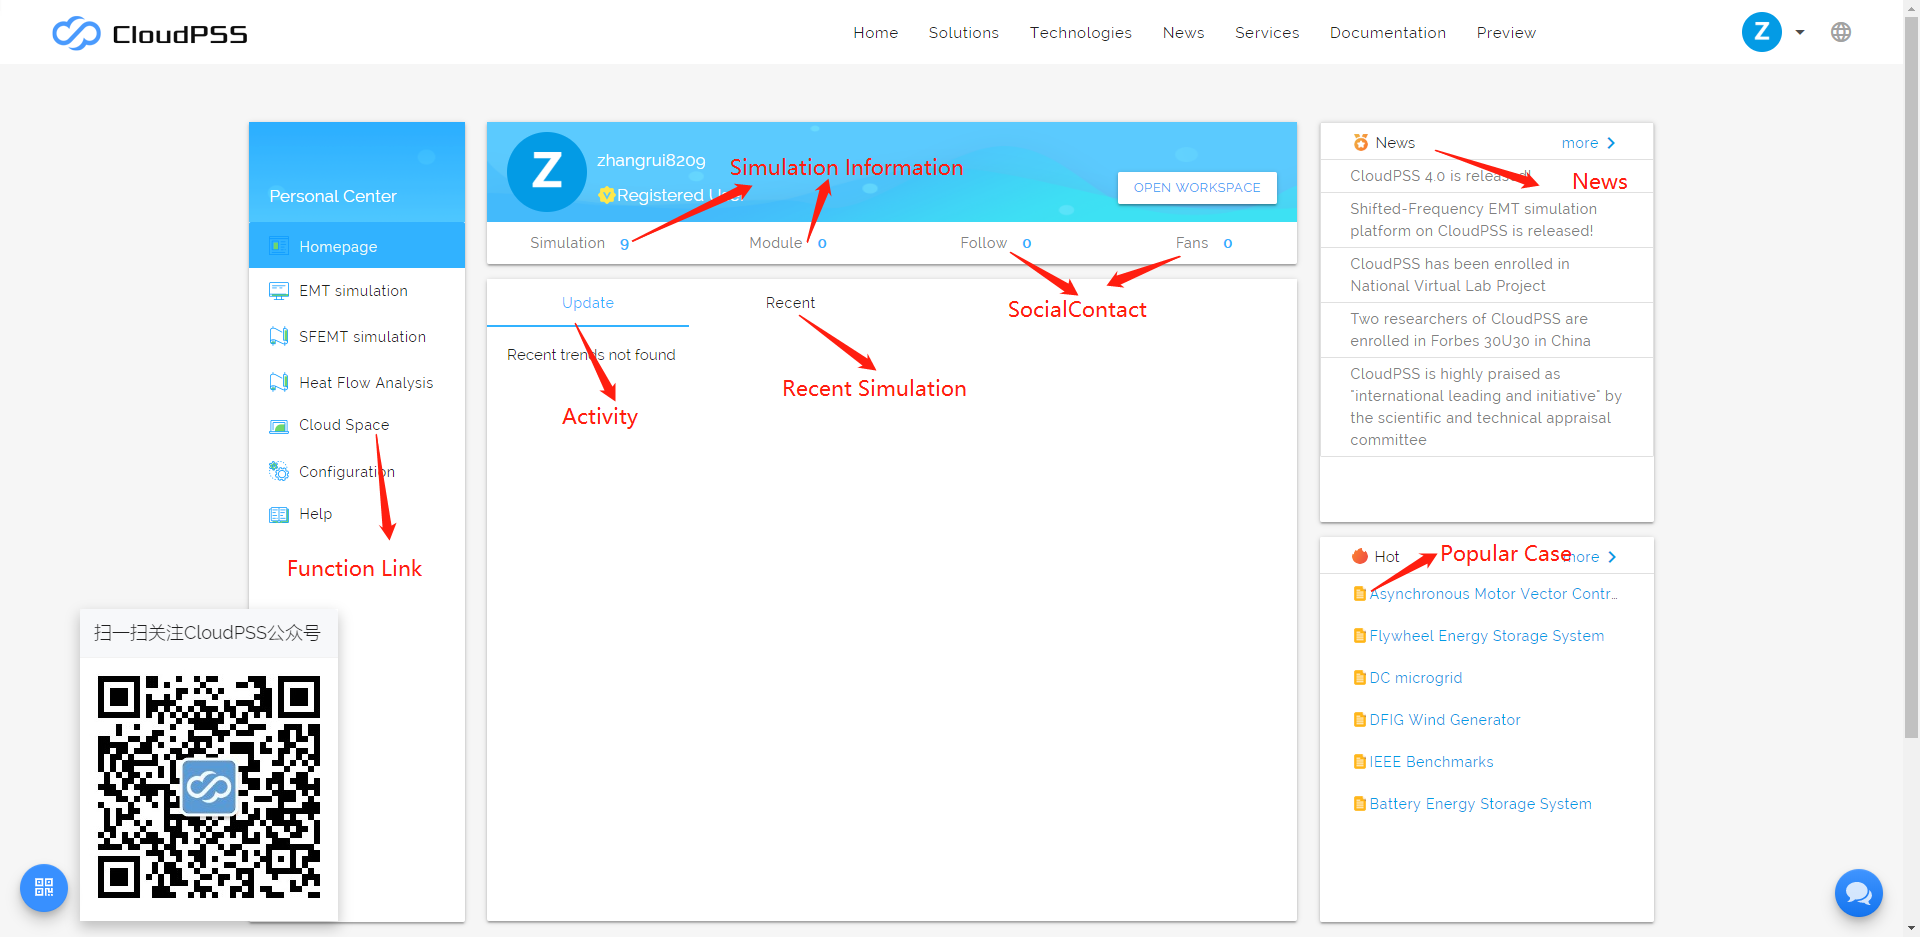 CloudPSS
Home Solutions Technologies News Services Documentation Preview
Z
Personal Center
Homepage
EMT simulation
SFEMT simulation
Heat Flow Analysis
Cloud Space
Configuration
Help
Function Link
扫一扫关注CloudPSS公众号
Z
zhangrui8209
Registered
Simulation Information
OPEN WORKSPACE
Simulation 9
Module 0
Follow 0
Fans 0
SocialContact
Update
Recent
Recent trends not found
Activity
Recent Simulation
News
more
News
CloudPSS 4.0 is released!
Shifted-Frequency EMT simulation
platform on CloudPSS is released!
CloudPSS has been enrolled in
National Virtual Lab Project
Two researchers of CloudPSS are
enrolled in Forbes 30U30 in China
CloudPSS is highly praised as
"international leading and initiative" by
the scientific and technical appraisal
committee
Hot
Popular Case
more
Asynchronous Motor Vector Contr...
Flywheel Energy Storage System
DC microgrid
DFIG Wind Generator
IEEE Benchmarks
Battery Energy Storage System